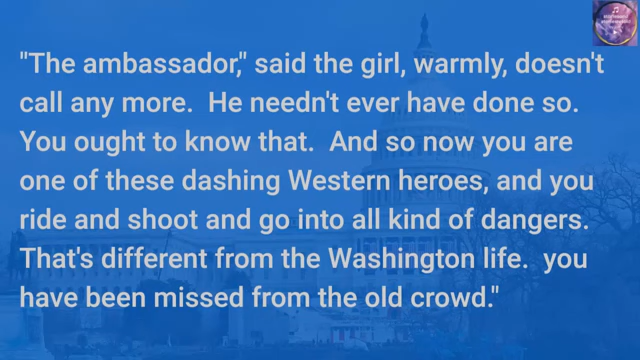 "The ambassador," said the girl, warmly, doesn't
call any more.  He needn't ever have done so.
You ought to know that.  And so now you are
one of these dashing Western heroes, and you
ride and shoot and go into all kind of dangers.
That's different from the Washington life.  you
have been missed from the old crowd."